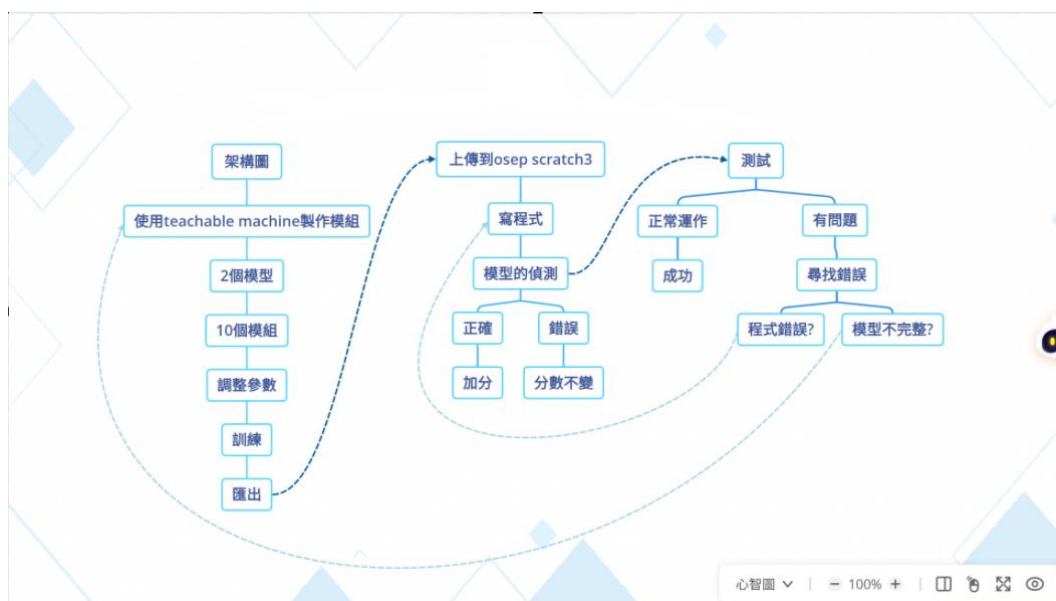 架構圖
使用teachable machine製作模組
2個模型
10個模組
調整參數
訓練
匯出
上傳到osep scratch3
寫程式
模型的偵測
正確
錯誤
加分
分數不變
測試
正常運作
有問題
成功
尋找錯誤
程式錯誤?
模型不完整?
心智圖
100%